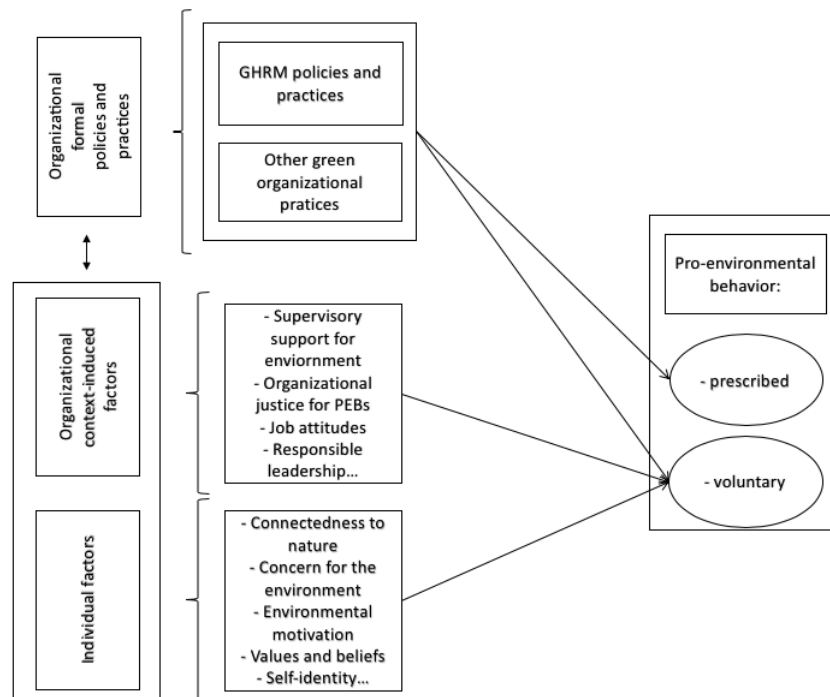 Organizational
formal
policies and
practices
GHRM policies and
practices
Other green
organizational
pratices
Organizational
context-induced
factors
- Supervisory
support for
enviornment
- Organizational
justice for PEBs
- Job attitudes
- Responsible
leadership...
Individual factors
- Connectedness to
nature
- Concern for the
environment
- Environmental
motivation
- Values and beliefs
- Self-identity...
Pro-environmental
behavior:
- prescribed
- voluntary